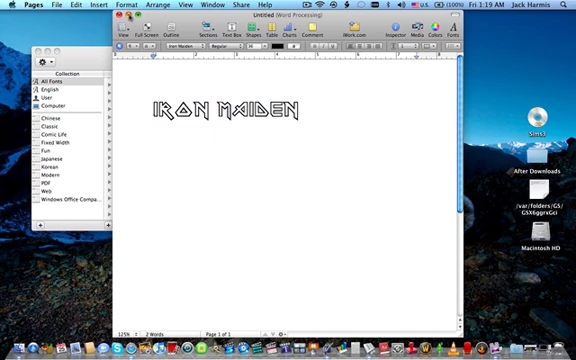 Pages File Edit Insert Format Arrange View Window Share Help
(Charged) Fri 1:19 AM Jack Harmis
Untitled (Word Processing)
View Full Screen Outline Sections Text Box Shapes Table Charts Comment iWork.com Inspector Media Colors Fonts
Iron Maiden Regular
IRON MAIDEN
Collection
All Fonts
English
User
Computer
Chinese
Classic
Comic Life
Fixed Width
Fun
Japanese
Korean
Modern
PDF
Web
Windows Office Compa...
Sims3
After Downloads
/var/folders/GS/
Macintosh HD
125% 2 Words Page 1 of 1